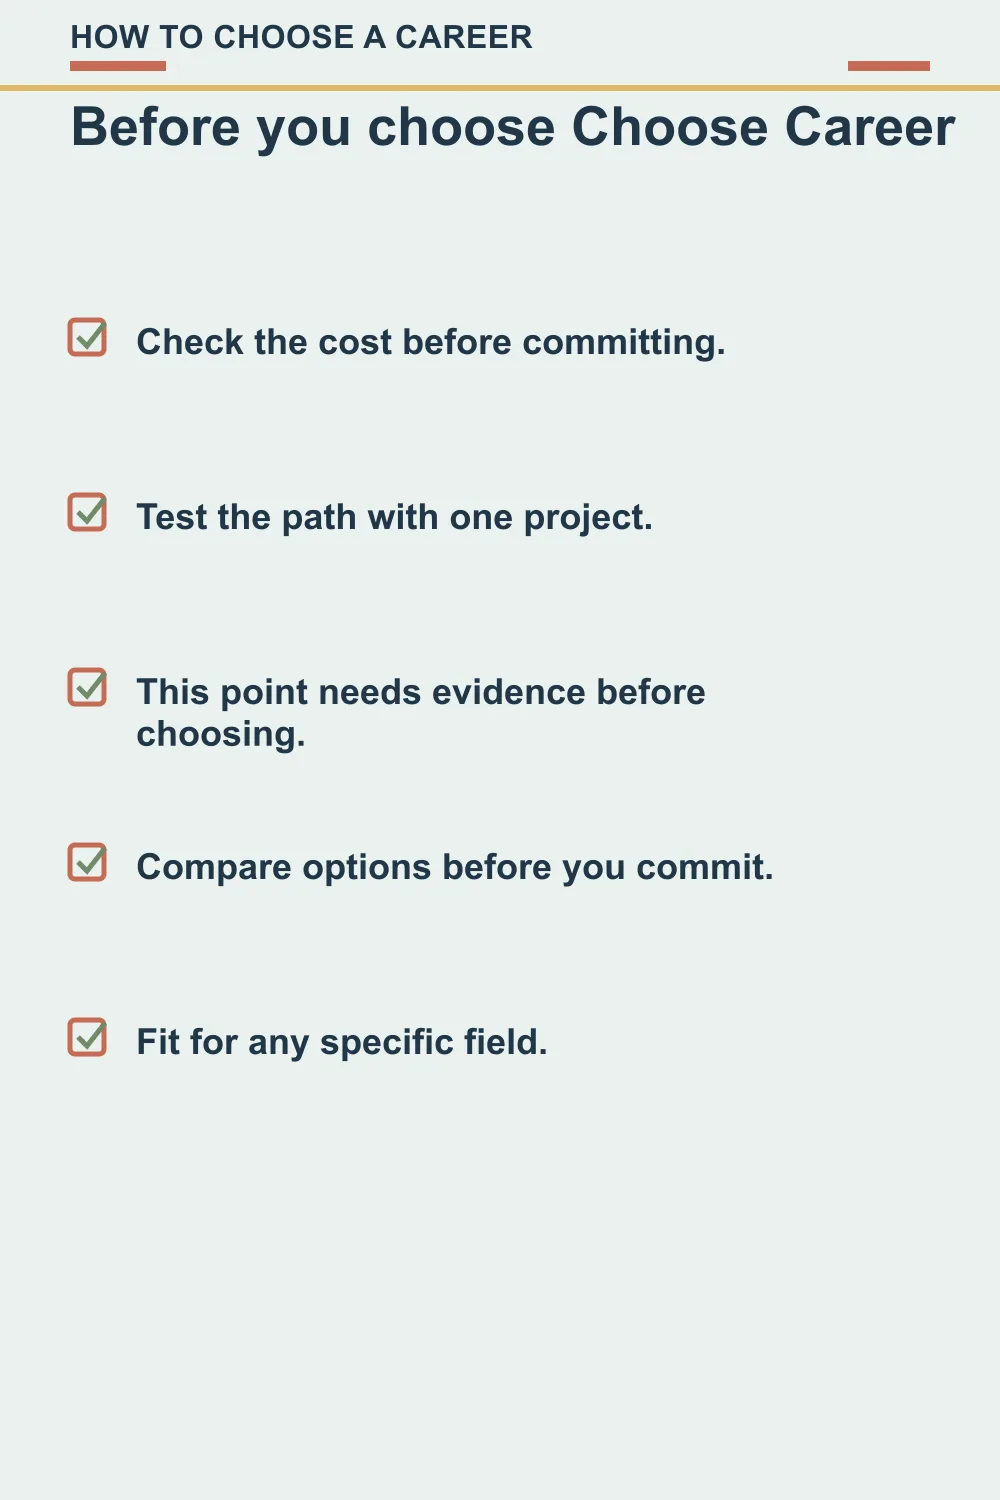 HOW TO CHOOSE A CAREER
Before you choose Choose Career
Check the cost before committing.
Test the path with one project.
This point needs evidence before
choosing.
Compare options before you commit.
Fit for any specific field.